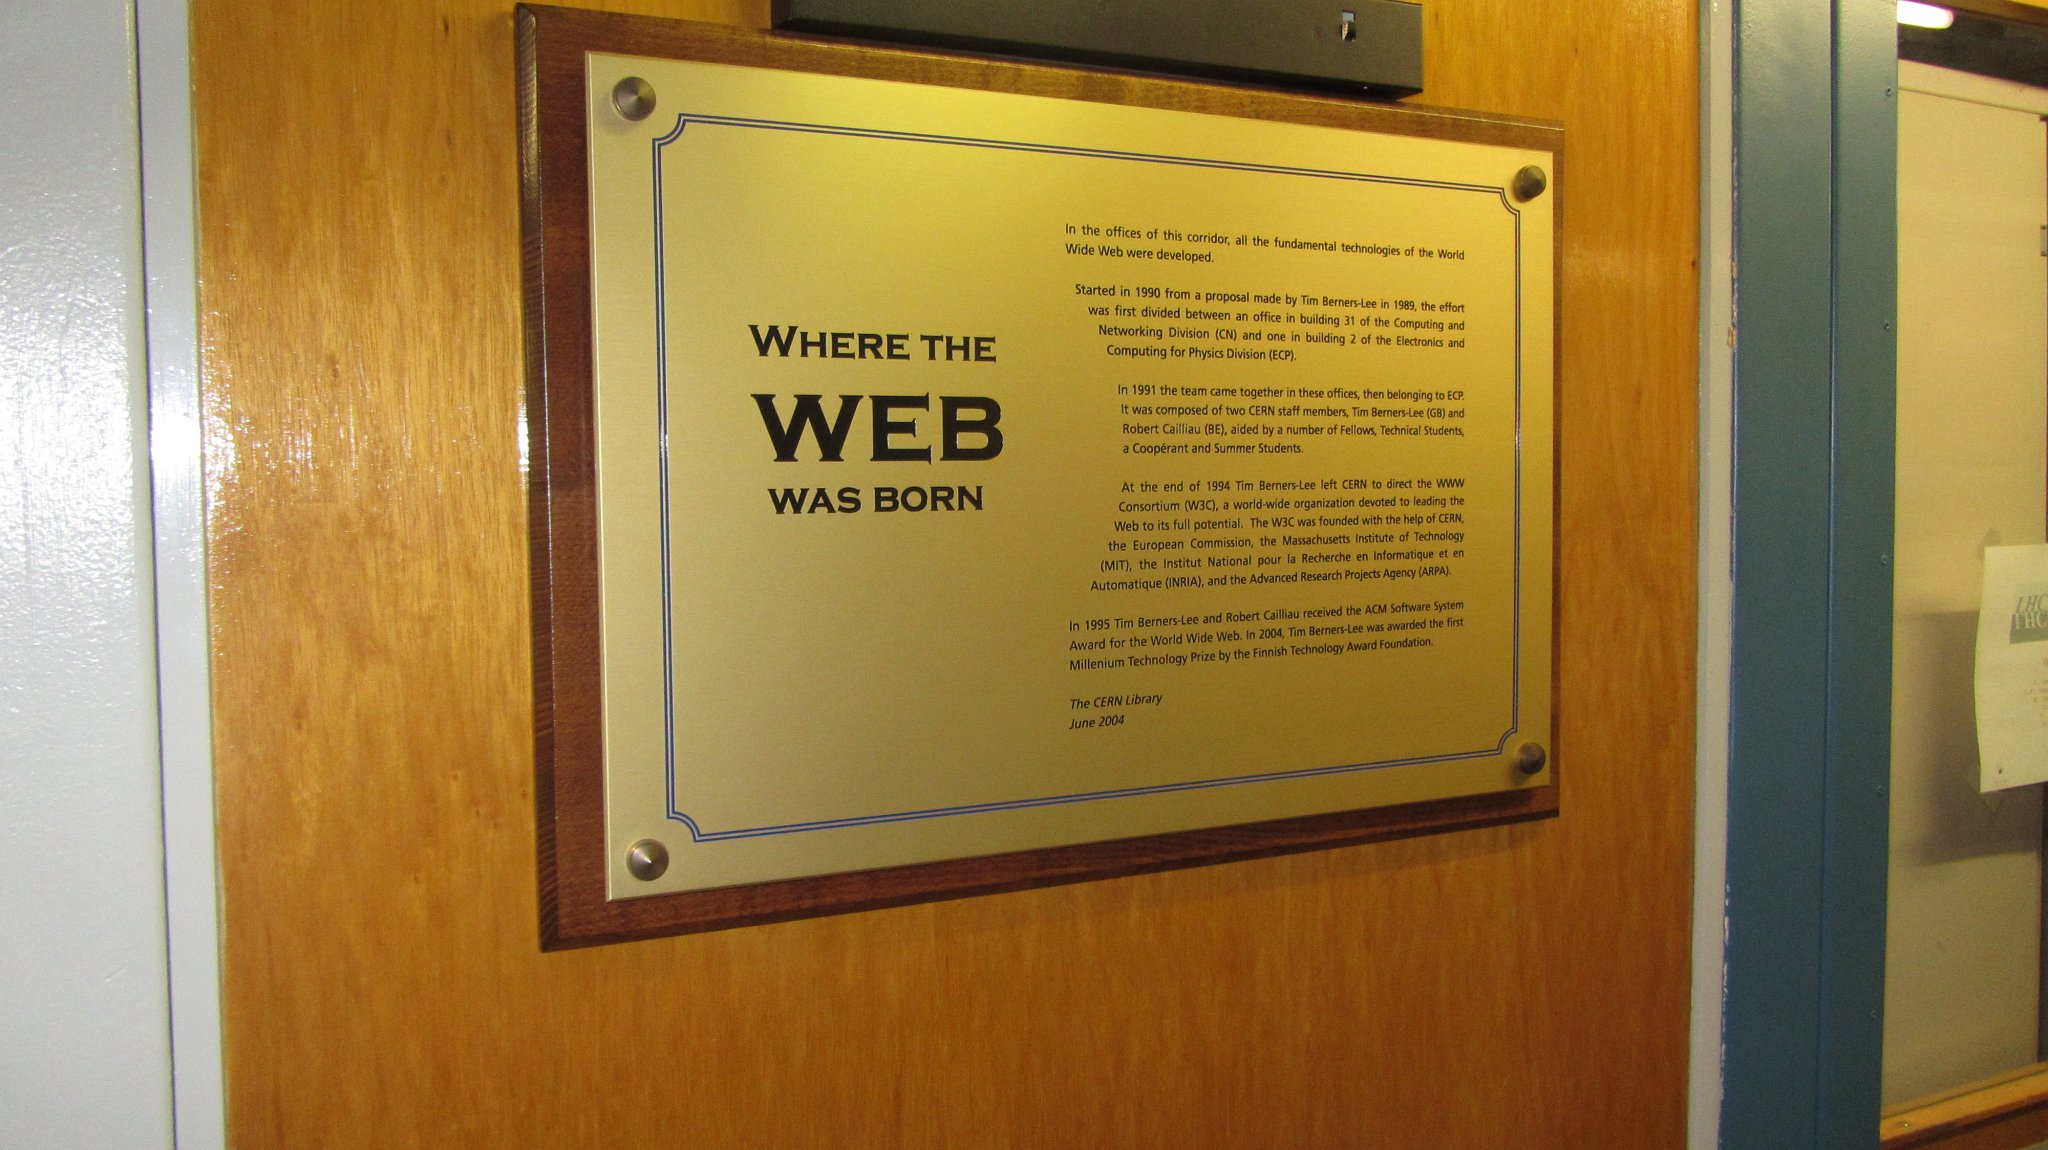 WHERE THE
WEB
WAS BORN
In the offices of this corridor, all the fundamental technologies of the World
Wide Web were developed.
Started in 1990 from a proposal made by Tim Berners-Lee in 1989, the effort
was first divided between an office in building 31 of the Computing and
Networking Division (CN) and one in building 2 of the Electronics and
Computing for Physics Division (ECP).
In 1991 the team came together in these offices, then belonging to ECP.
It was composed of two CERN staff members, Tim Berners-Lee (GB) and
Robert Cailliau (BE), aided by a number of Fellows, Technical Students,
a Coopérant and Summer Students.
At the end of 1994 Tim Berners-Lee left CERN to direct the WWW
Consortium (W3C), a world-wide organization devoted to leading the
Web to its full potential. The W3C was founded with the help of CERN,
the European Commission, the Massachusetts Institute of Technology
(MIT), the Institut National pour la Recherche en Informatique et en
Automatique (INRIA), and the Advanced Research Projects Agency (ARPA).
In 1995 Tim Berners-Lee and Robert Cailliau received the ACM Software System
Award for the World Wide Web. In 2004, Tim Berners-Lee was awarded the first
Millenium Technology Prize by the Finnish Technology Award Foundation.
The CERN Library
June 2004